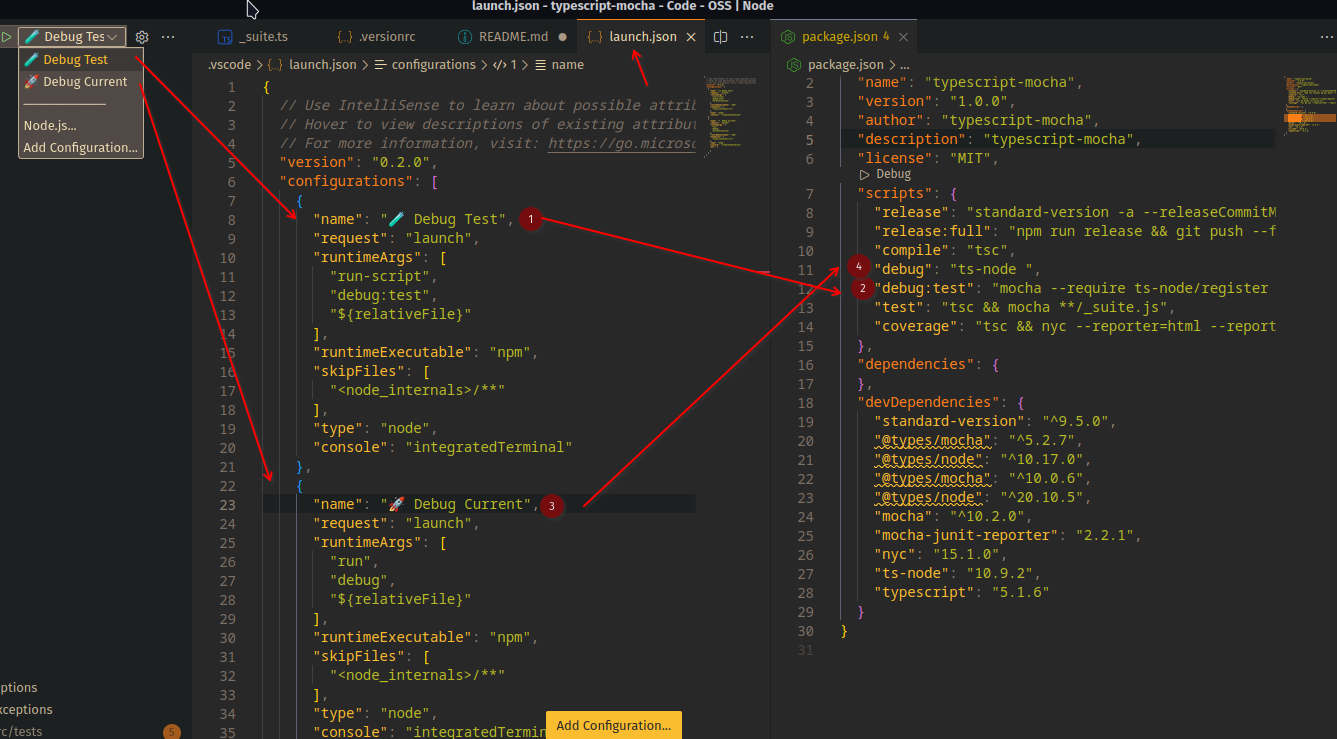 launch.json - typescript-mocha - Code - OSS | Node
🧪 Debug Tes
_suite.ts
{..} .versionrc
README.md
{..} launch.json
package.json 4
🧪 Debug Test
🚀 Debug Current
Node.js...
Add Configuration...
.vscode > {..} launch.json > configurations > 1 > name
1 {
2 // Use IntelliSense to learn about possible attrib
3 // Hover to view descriptions of existing attribut
4 // For more information, visit: https://go.microsc
5 "version": "0.2.0",
6 "configurations": [
7 {
8 "name": "🧪 Debug Test", 1
9 "request": "launch",
10 "runtimeArgs": [
11 "run-script",
12 "debug:test",
13 "${relativeFile}"
14 ],
15 "runtimeExecutable": "npm",
16 "skipFiles": [
17 "<node_internals>/**"
18 ],
19 "type": "node",
20 "console": "integratedTerminal"
21 },
22 {
23 "name": "🚀 Debug Current", 3
24 "request": "launch",
25 "runtimeArgs": [
26 "run",
27 "debug",
28 "${relativeFile}"
29 ],
30 "runtimeExecutable": "npm",
31 "skipFiles": [
32 "<node_internals>/**"
33 ],
34 "type": "node",
35 "console": "integratedTermin
Add Configuration...
package.json > ...
2 "name": "typescript-mocha",
3 "version": "1.0.0",
4 "author": "typescript-mocha",
5 "description": "typescript-mocha",
6 "license": "MIT",
Debug
7 "scripts": {
8 "release": "standard-version -a --releaseCommitM
9 "release:full": "npm run release && git push --f
10 "compile": "tsc",
11 4 "debug": "ts-node ",
12 2 "debug:test": "mocha --require ts-node/register
13 "test": "tsc && mocha **/_suite.js",
14 "coverage": "tsc && nyc --reporter=html --report
15 },
16 "dependencies": {
17 },
18 "devDependencies": {
19 "standard-version": "^9.5.0",
20 "@types/mocha": "^5.2.7",
21 "@types/node": "^10.17.0",
22 "@types/mocha": "^10.0.6",
23 "@types/node": "^20.10.5",
24 "mocha": "^10.2.0",
25 "mocha-junit-reporter": "2.2.1",
26 "nyc": "15.1.0",
27 "ts-node": "10.9.2",
28 "typescript": "5.1.6"
29 }
30 }
31
ptions
xceptions
rc/tests
5